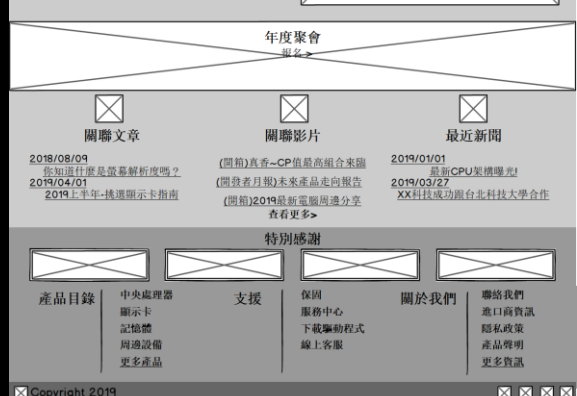 年度聚會
報名 >
關聯文章
2018/08/09
你知道什麼是螢幕解析度嗎?
2019/04/01
2019上半年-挑選顯示卡指南
關聯影片
(開箱)真香~CP值最高組合來臨
(開發者月報)未來產品走向報告
(開箱)2019最新電腦周邊分享
查看更多>
最近新聞
2019/01/01
最新CPU架構曝光!
2019/03/27
XX科技成功跟台北科技大學合作
特別感謝
產品目錄
中央處理器
顯示卡
記憶體
周邊設備
更多產品
支援
保固
服務中心
下載驅動程式
線上客服
關於我們
聯絡我們
進口商資訊
隱私政策
產品聲明
更多資訊
Copyright 2019